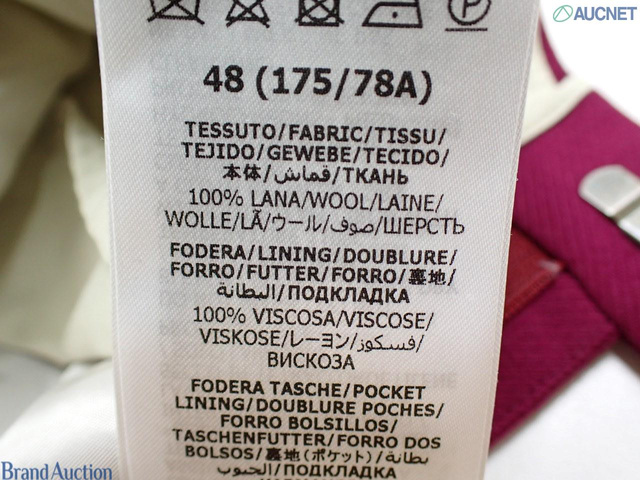 AUCNET
48 (175/78A)
TESSUTO/FABRIC/TISSU/
TEJIDO/GEWEBE/TECIDO/
本体/قماش/ТКАНЬ
100% LANA/WOOL/LAINE/
WOLLE/LÃ/ウール/صوف/ШЕРСТЬ
FODERA/LINING/DOUBLURE/
FORRO/FUTTER/FORRO/裏地/
البطانة/ПОДКЛАДКА
100% VISCOSA/VISCOSE/
VISKOSE/レーヨン/فسكوز/
ВИСКОЗА
FODERA TASCHE/POCKET
LINING/DOUBLURE POCHES/
FORRO BOLSILLOS/
TASCHENFUTTER/FORRO DOS
BOLSOS/裏地(ポケット)/بطانة
الجيوب/ПОДКЛАДКА
Brand Auction